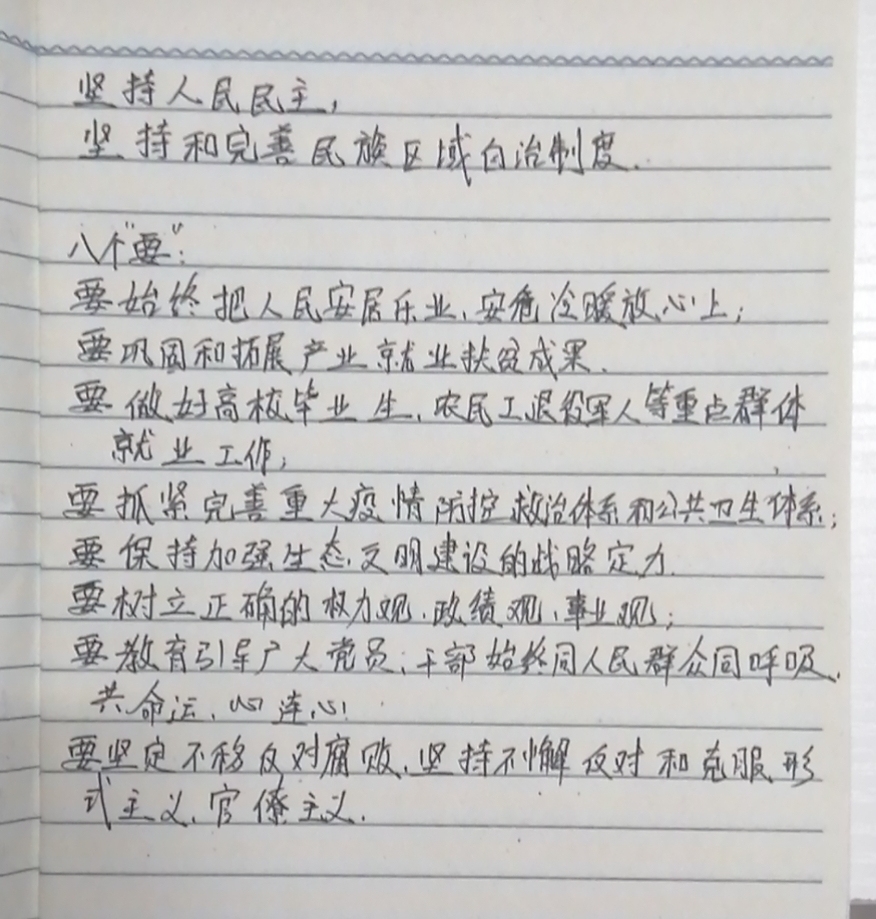 坚持人民民主,
坚持和完善民族区域自治制度.
八个"要":
要始终把人民安居乐业、安危冷暖放心上;
要巩固和拓展产业就业扶贫成果.
要做好高校毕业生、农民工退役军人等重点群体
就业工作;
要抓紧完善重大疫情防控救治体系和公共卫生体系;
要保持加强生态文明建设的战略定力.
要树立正确的权力观、政绩观、事业观;
要教育引导广大党员、干部始终同人民群众同呼吸、
共命运、心连心!
要坚定不移反对腐败、坚持不懈反对和克服形
式主义、官僚主义.